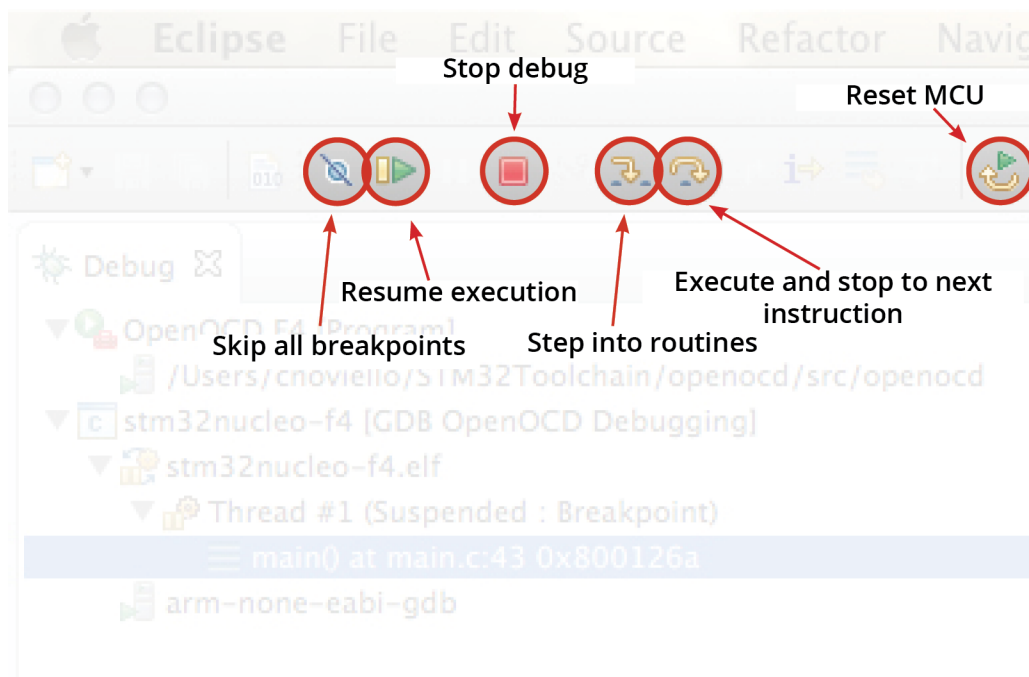 Eclipse File Edit Source Refactor Navig
Stop debug
Reset MCU
010
i
Debug
Resume execution
Execute and stop to next
instruction
OpenOCD F4 [Program]
Skip all breakpoints
Step into routines
/Users/cnoviello/STM32Toolchain/openocd/src/openocd
c stm32nucleo-f4 [GDB OpenOCD Debugging]
stm32nucleo-f4.elf
Thread #1 (Suspended : Breakpoint)
main() at main.c:43 0x800126a
arm-none-eabi-gdb